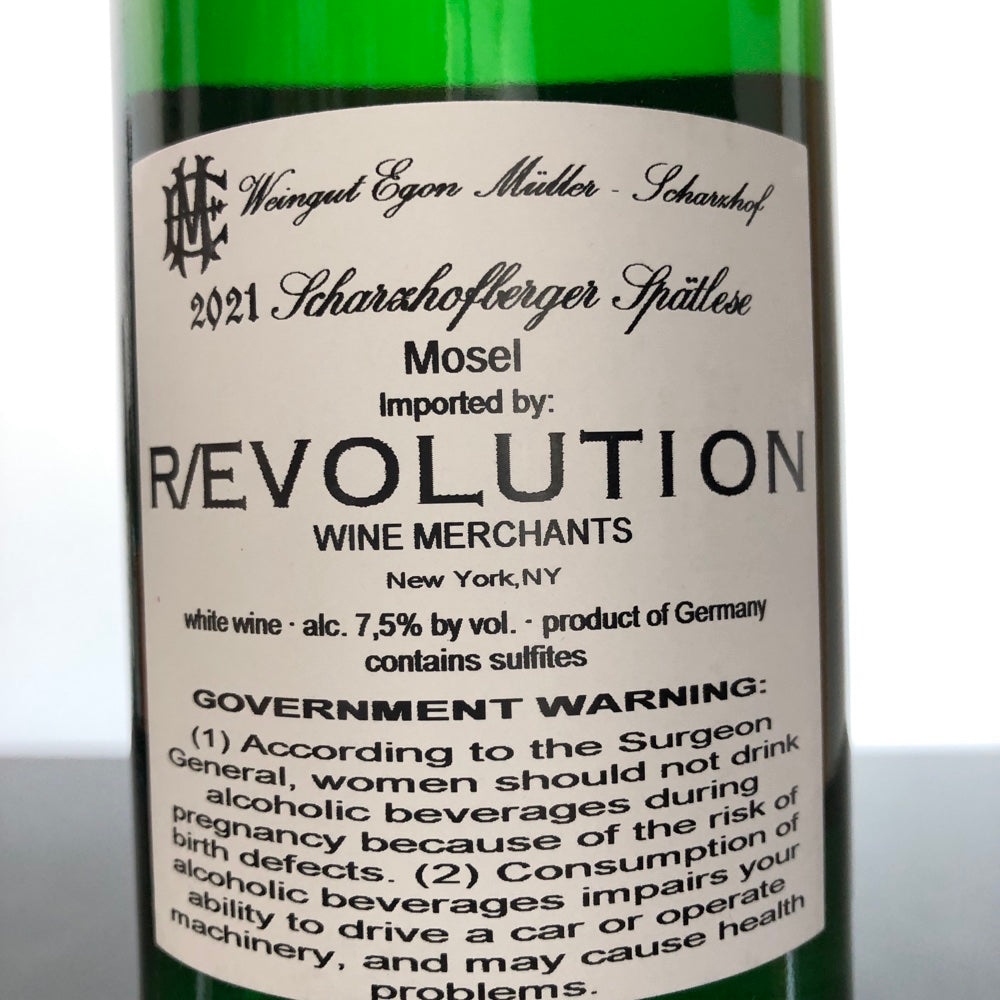 EM Weingut Egon Müller - Scharzhof
2021 Scharzhofberger Spätlese
Mosel
Imported by:
R/EVOLUTION
WINE MERCHANTS
New York,NY
white wine · alc. 7,5% by vol. · product of Germany
contains sulfites
GOVERNMENT WARNING:
(1) According to the Surgeon
General, women should not drink
alcoholic beverages during
pregnancy because of the risk of
birth defects. (2) Consumption of
alcoholic beverages impairs your
ability to drive a car or operate
machinery, and may cause health
problems.